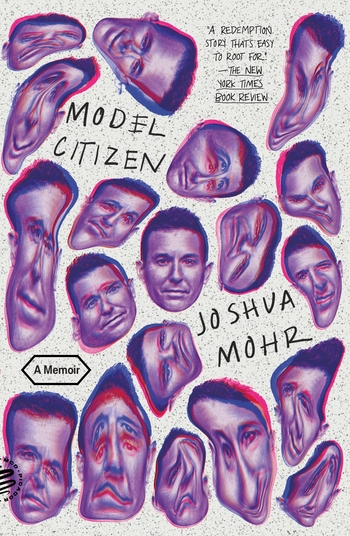 "A REDEMPTION
STORY THAT'S EASY
TO ROOT FOR."
—THE NEW
YORK TIMES
BOOK REVIEW
MODEL
CITIZEN
JOSHUA
MOHR
A Memoir